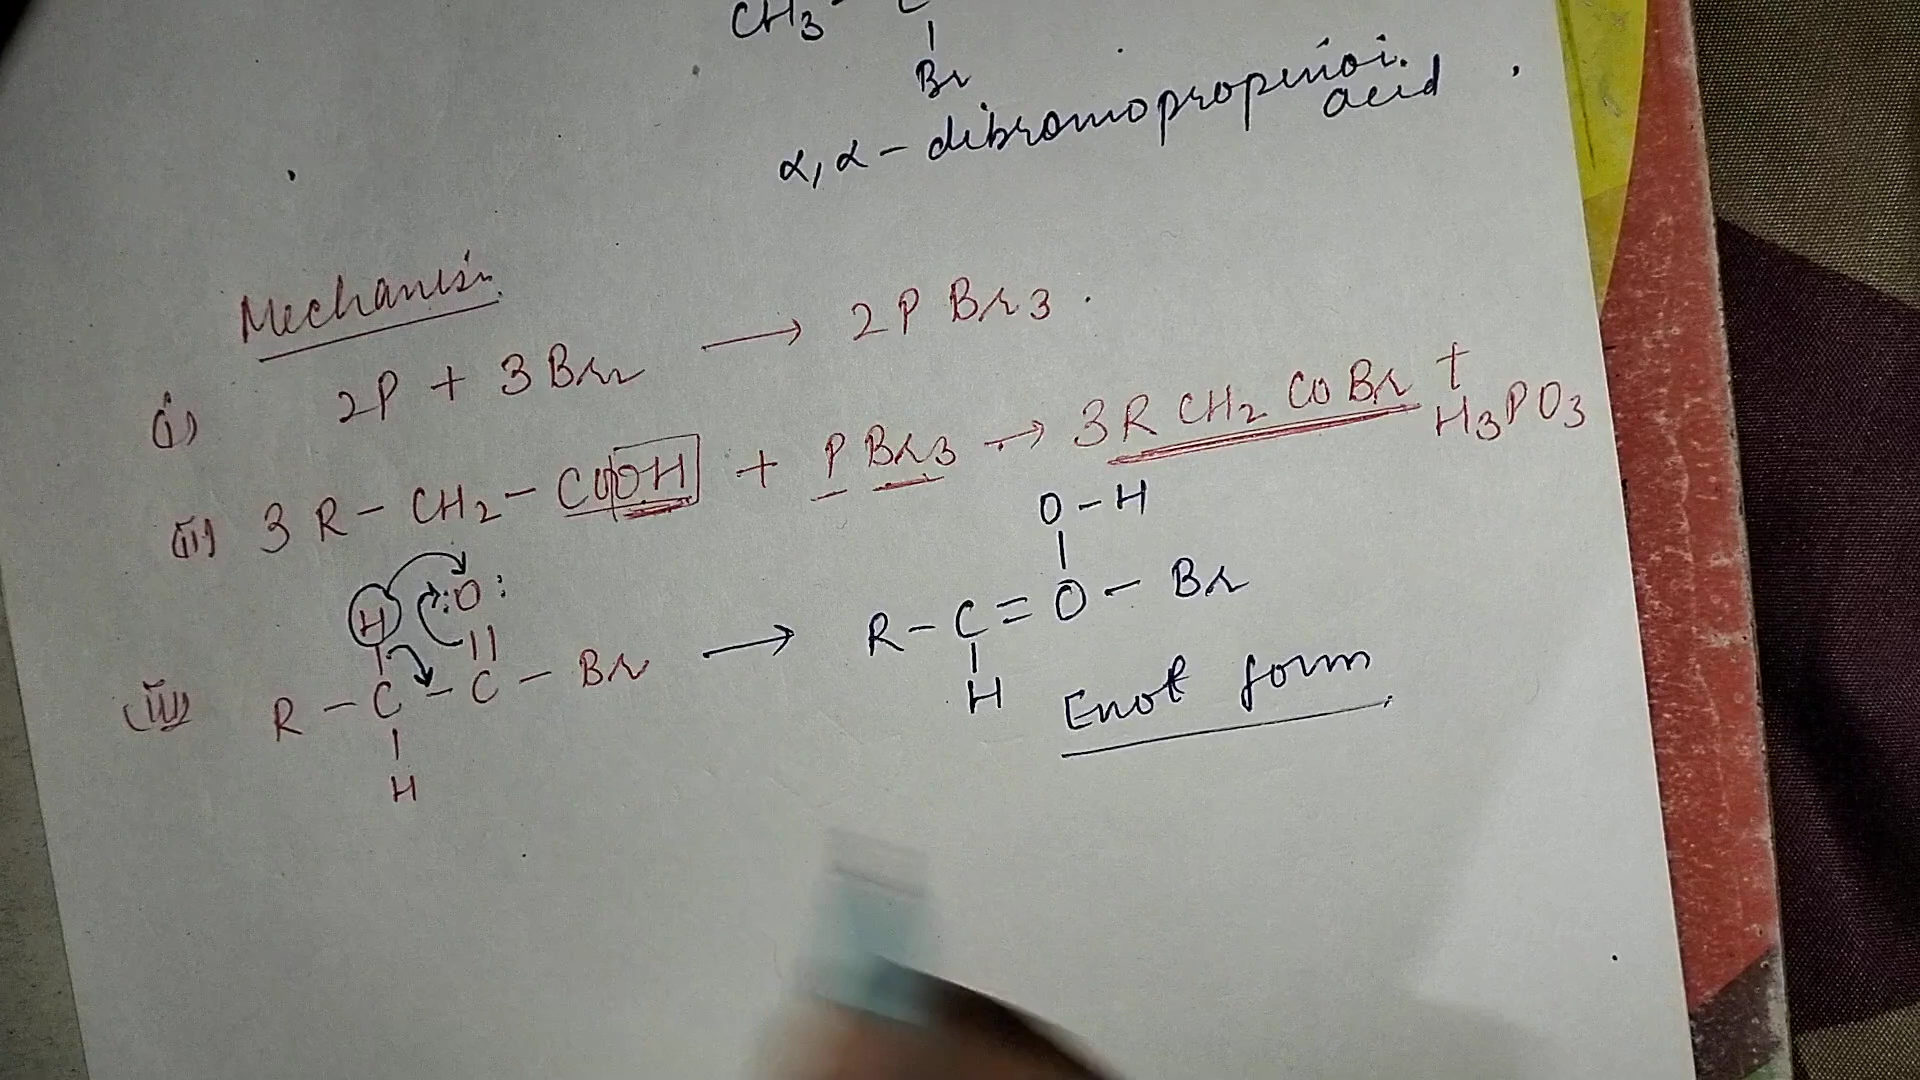 CH3 - C
|
Br
α,α - dibromopropenoi.
acid
Mechanism
(i) 2P + 3Br2 → 2PBr3.
(ii) 3R - CH2 - COOH + PBr3 → 3RCH2COBr + H3PO3
O - H
|
H :O:
| ||
(iii) R - C - C - Br → R - C = O - Br
| |
H H
Enol form